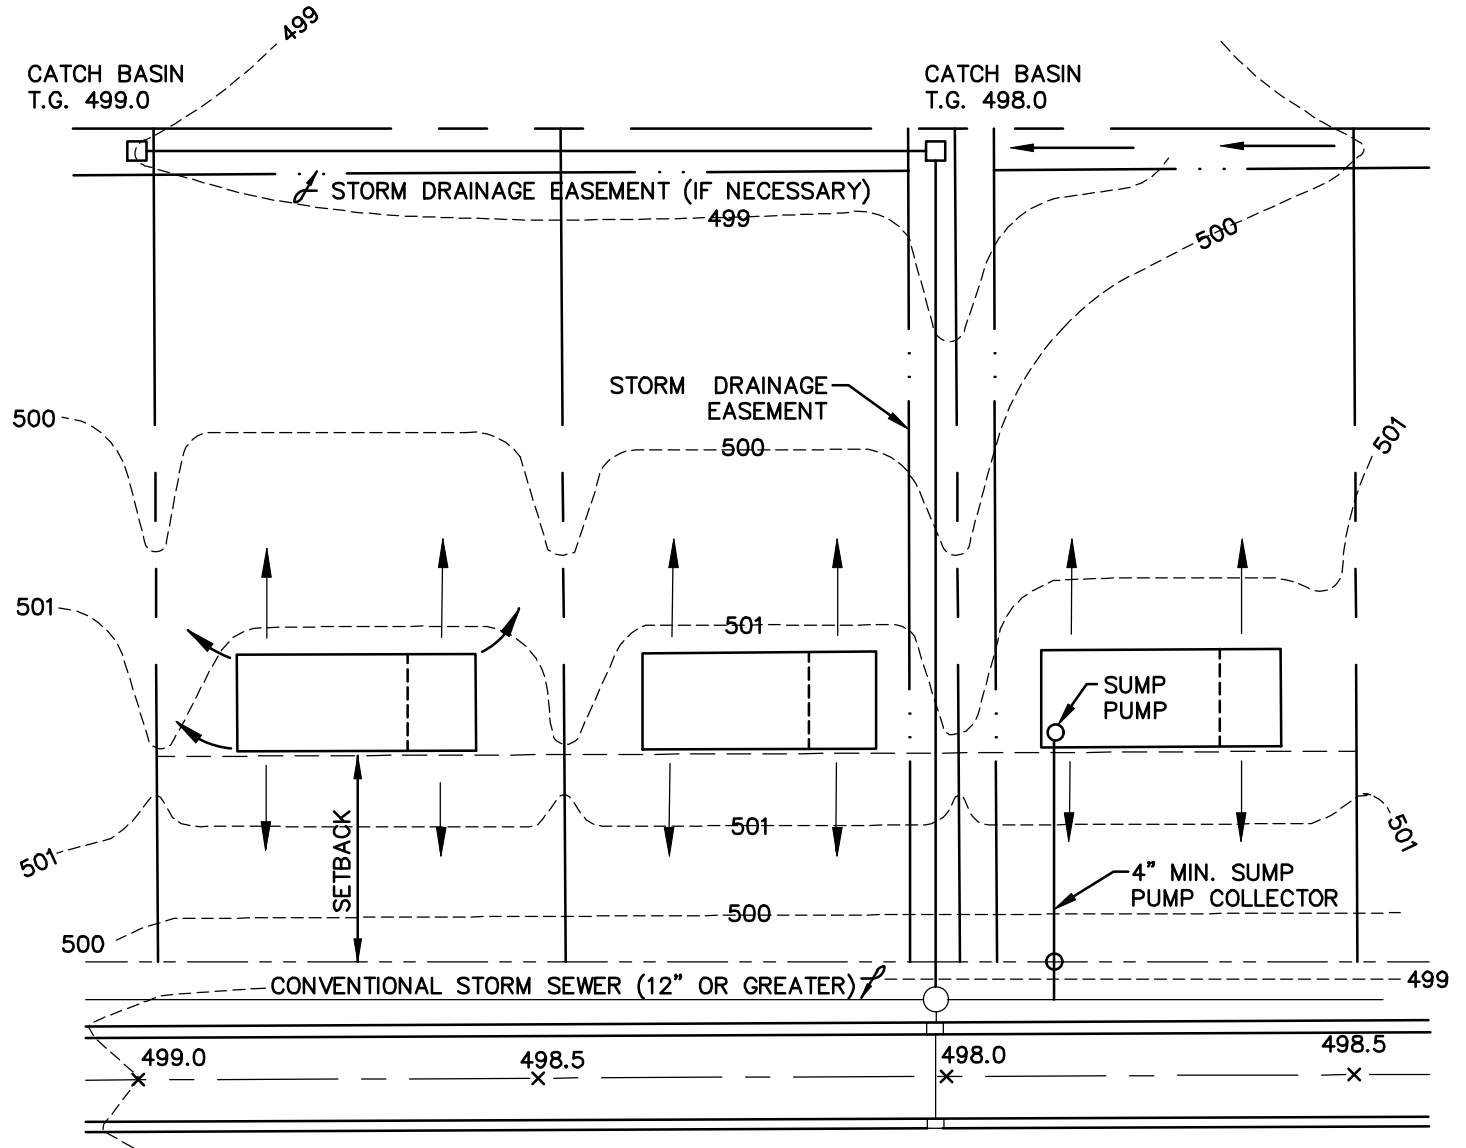 499
CATCH BASIN
T.G. 499.0
CATCH BASIN
T.G. 498.0
STORM DRAINAGE EASEMENT (IF NECESSARY)
499
500
STORM DRAINAGE
EASEMENT
500
500
501
501
501
SUMP
PUMP
SETBACK
501
501
501
4" MIN. SUMP
PUMP COLLECTOR
500
500
CONVENTIONAL STORM SEWER (12" OR GREATER)
499
499.0
498.5
498.0
498.5